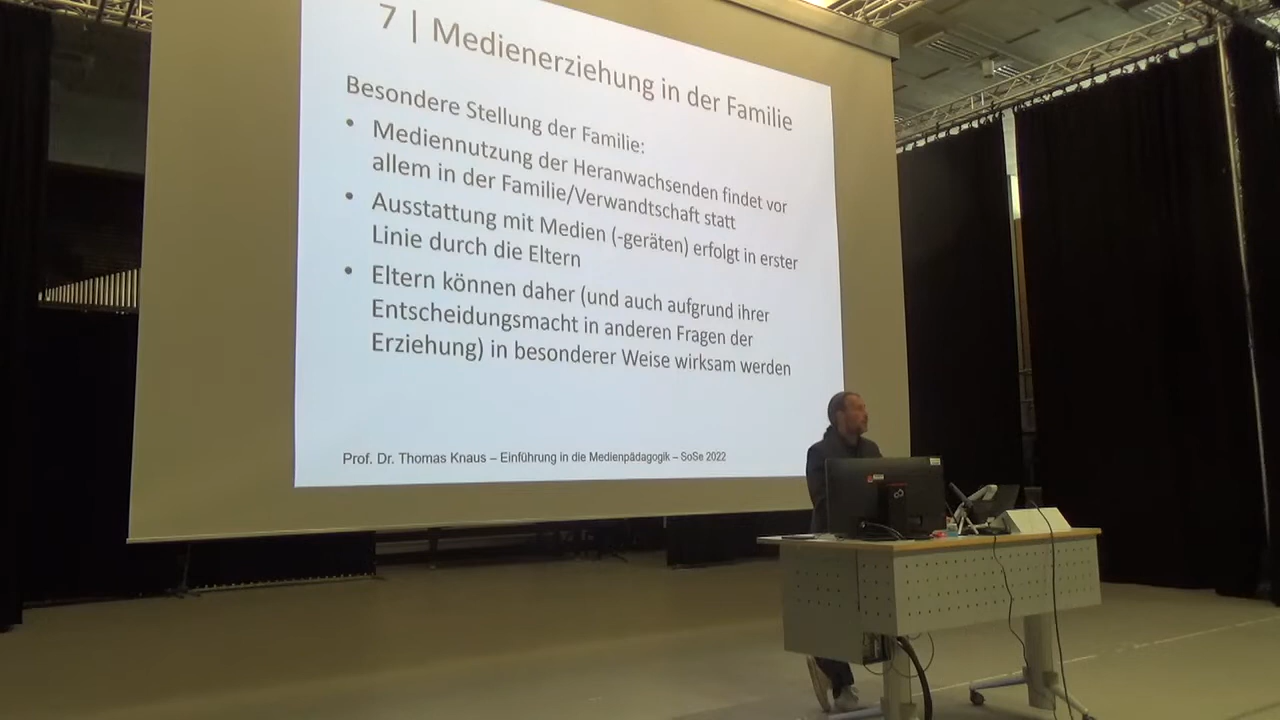 7 | Medienerziehung in der Familie
Besondere Stellung der Familie:
• Mediennutzung der Heranwachsenden findet vor
allem in der Familie/Verwandtschaft statt
• Ausstattung mit Medien (-geräten) erfolgt in erster
Linie durch die Eltern
• Eltern können daher (und auch aufgrund ihrer
Entscheidungsmacht in anderen Fragen der
Erziehung) in besonderer Weise wirksam werden
Prof. Dr. Thomas Knaus – Einführung in die Medienpädagogik – SoSe 2022